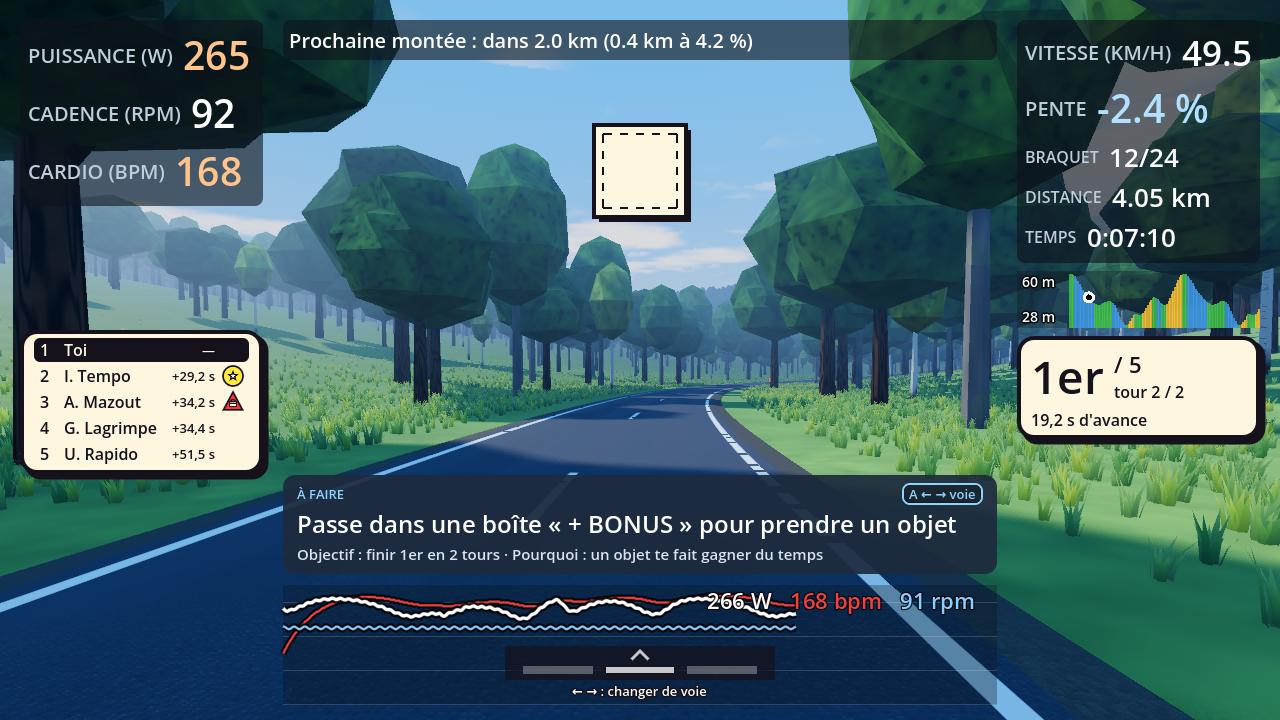 PUISSANCE (W) 265
CADENCE (RPM) 92
CARDIO (BPM) 168
Prochaine montée : dans 2.0 km (0.4 km à 4.2 %)
VITESSE (KM/H) 49.5
PENTE -2.4 %
BRAQUET 12/24
DISTANCE 4.05 km
TEMPS 0:07:10
60 m
28 m
1er / 5
tour 2 / 2
19,2 s d'avance
1 Toi —
2 I. Tempo +29,2 s
3 A. Mazout +34,2 s
4 G. Lagrimpe +34,4 s
5 U. Rapido +51,5 s
À FAIRE
A ← → voie
Passe dans une boîte « + BONUS » pour prendre un objet
Objectif : finir 1er en 2 tours · Pourquoi : un objet te fait gagner du temps
266 W 168 bpm 91 rpm
← → : changer de voie